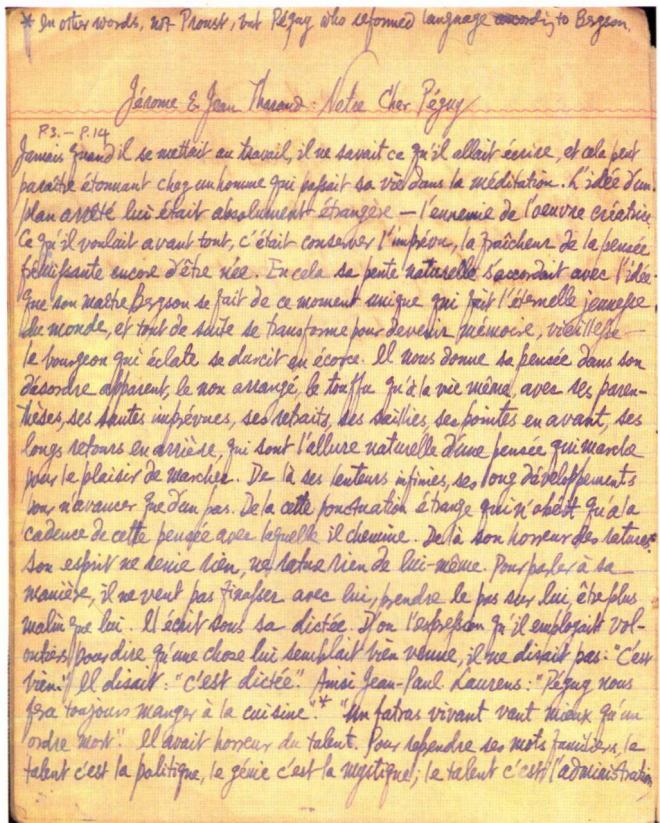 * In other words, not Proust, but Péguy who reformed language according to Bergson.
Jérome & Jean Tharaud: Notre Cher Péguy
P3. - P.14
Jamais quand il se mettait au travail, il ne savait ce qu'il allait écrire, et cela peut
paraître étonnant chez un homme qui passait sa vie dans la méditation. L'idée d'un
plan arrêté lui était absolument étrangère — l'ennemie de l'oeuvre créatrice.
Ce qu'il voulait avant tout, c'était conserver l'imprévu, la fraîcheur de la pensée
frémissante encore d'être née. En cela sa pente naturelle s'accordait avec l'idée
que son maître Bergson se fait de ce moment unique qui fait l'éternelle jeunesse
du monde, et tout de suite se transforme pour devenir mémoire, vieillesse —
le bourgeon qui éclate se durcit en écorce. Il nous donne sa pensée dans son
désordre apparent, le non arrangé, le touffu qu'a la vie même, avec ses paren-
thèses, ses sautes imprévues, ses retraits, ses saillies, ses pointes en avant, ses
longs retours en arrière, qui sont l'allure naturelle d'une pensée qui marche
pour le plaisir de marcher. De là ses lenteurs infinies, ses long développements
pour n'avancer que d'un pas. De la cette ponctuation étrange qui n'obéit qu'à la
cadence de cette pensée avec laquelle il chemine. De là son horreur des ratures.
Son esprit ne renie rien, ne rature rien de lui-même. Pour parler à sa
manière, il ne veut pas finasser avec lui, prendre le pas sur lui, être plus
malin que lui. Il écrit sous sa dictée. D'ou l'expression qu'il employait vol-
ontiers pour dire qu'une chose lui semblait bien venue, il ne disait pas: "C'est
bien." Il disait: "c'est dictée". Ainsi Jean-Paul Laurens: "Péguy nous
fera toujours manger à la cuisine."* "Un fatras vivant vaut mieux qu'un
ordre mort". Il avait horreur du talent. Pour reprendre ses mots familiers, le
talent c'est la politique, le génie c'est la mystique; le talent c'est l'administration